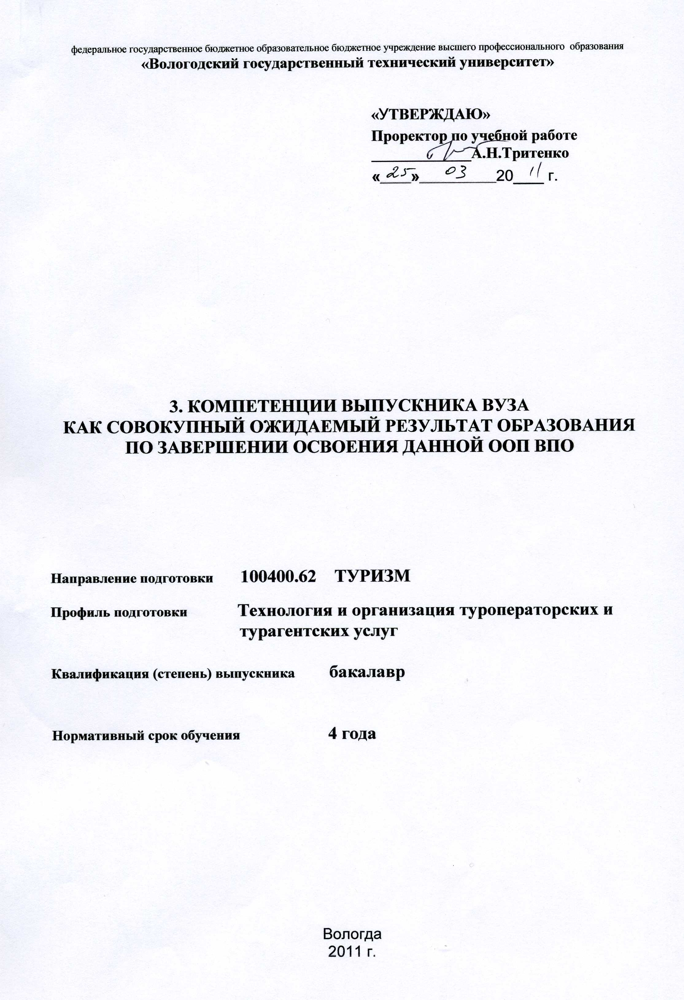 федеральное государственное бюджетное образовательное бюджетное учреждение высшего профессионального образования
«Вологодский государственный технический университет»
«УТВЕРЖДАЮ»
Проректор по учебной работе
____________А.Н.Тритенко
«25» 03 2011 г.
3. КОМПЕТЕНЦИИ ВЫПУСКНИКА ВУЗА
КАК СОВОКУПНЫЙ ОЖИДАЕМЫЙ РЕЗУЛЬТАТ ОБРАЗОВАНИЯ
ПО ЗАВЕРШЕНИИ ОСВОЕНИЯ ДАННОЙ ООП ВПО
Направление подготовки 100400.62 ТУРИЗМ
Профиль подготовки Технология и организация туроператорских и
турагентских услуг
Квалификация (степень) выпускника бакалавр
Нормативный срок обучения 4 года
Вологда
2011 г.